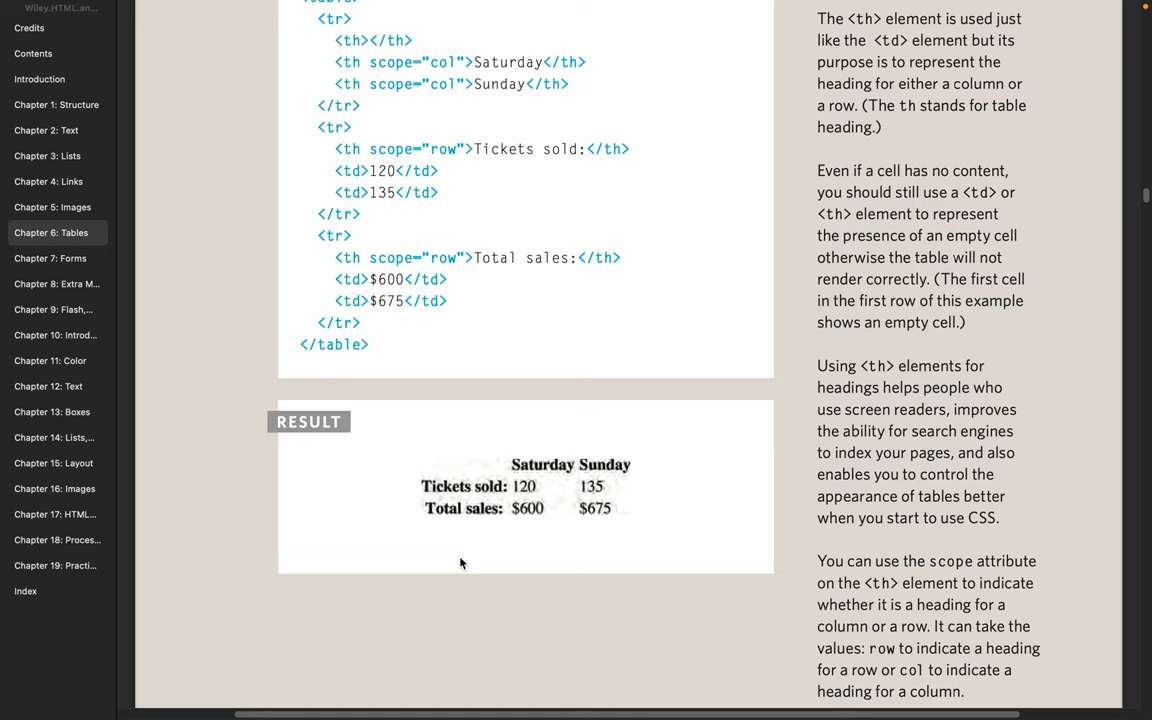 Wiley.HTML.an...
Credits
Contents
Introduction
Chapter 1: Structure
Chapter 2: Text
Chapter 3: Lists
Chapter 4: Links
Chapter 5: Images
Chapter 6: Tables
Chapter 7: Forms
Chapter 8: Extra M...
Chapter 9: Flash,...
Chapter 10: Introd...
Chapter 11: Color
Chapter 12: Text
Chapter 13: Boxes
Chapter 14: Lists,...
Chapter 15: Layout
Chapter 16: Images
Chapter 17: HTML...
Chapter 18: Proces...
Chapter 19: Practi...
Index
<table>
<tr>
<th></th>
<th scope="col">Saturday</th>
<th scope="col">Sunday</th>
</tr>
<tr>
<th scope="row">Tickets sold:</th>
<td>120</td>
<td>135</td>
</tr>
<tr>
<th scope="row">Total sales:</th>
<td>$600</td>
<td>$675</td>
</tr>
</table>
RESULT
Saturday Sunday
Tickets sold: 120 135
Total sales: $600 $675
The <th> element is used just
like the <td> element but its
purpose is to represent the
heading for either a column or
a row. (The th stands for table
heading.)
Even if a cell has no content,
you should still use a <td> or
<th> element to represent
the presence of an empty cell
otherwise the table will not
render correctly. (The first cell
in the first row of this example
shows an empty cell.)
Using <th> elements for
headings helps people who
use screen readers, improves
the ability for search engines
to index your pages, and also
enables you to control the
appearance of tables better
when you start to use CSS.
You can use the scope attribute
on the <th> element to indicate
whether it is a heading for a
column or a row. It can take the
values: row to indicate a heading
for a row or col to indicate a
heading for a column.